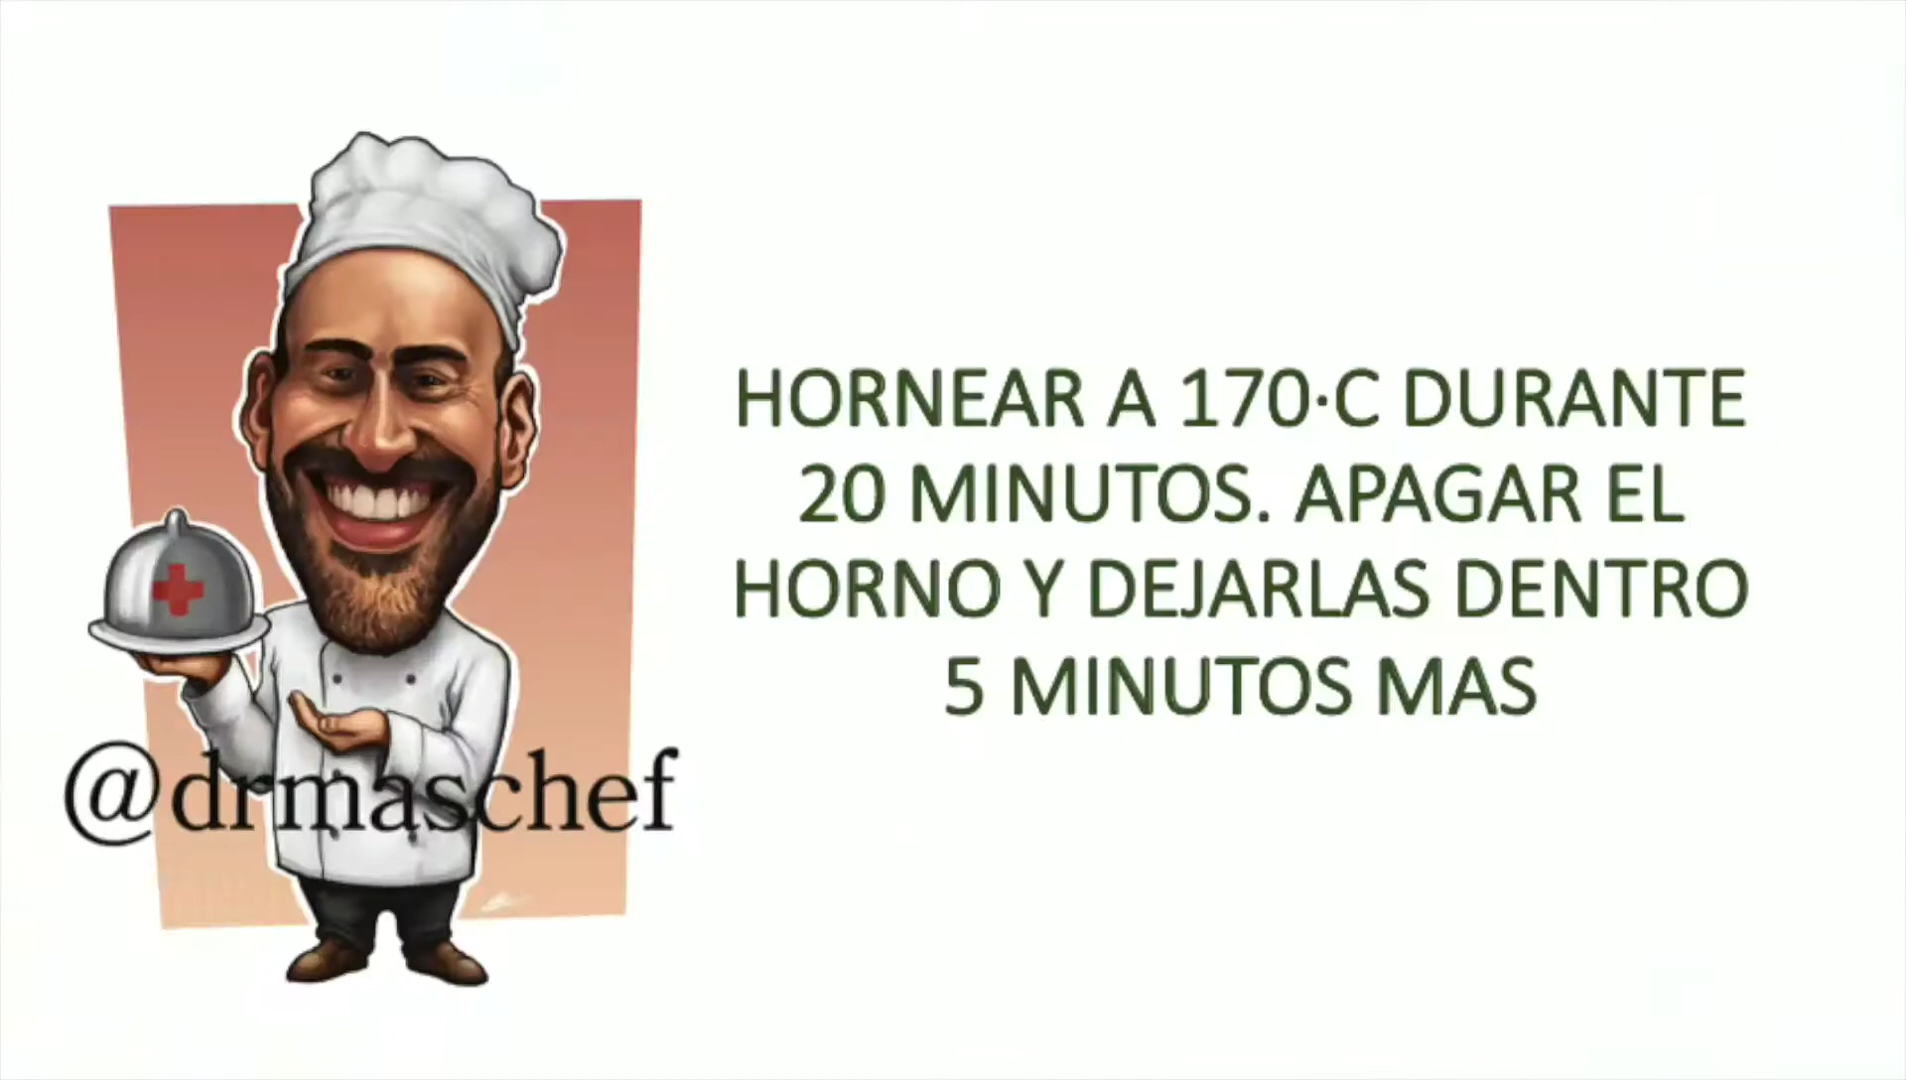 HORNEAR A 170·C DURANTE
20 MINUTOS. APAGAR EL
HORNO Y DEJARLAS DENTRO
5 MINUTOS MAS
@drmaschef